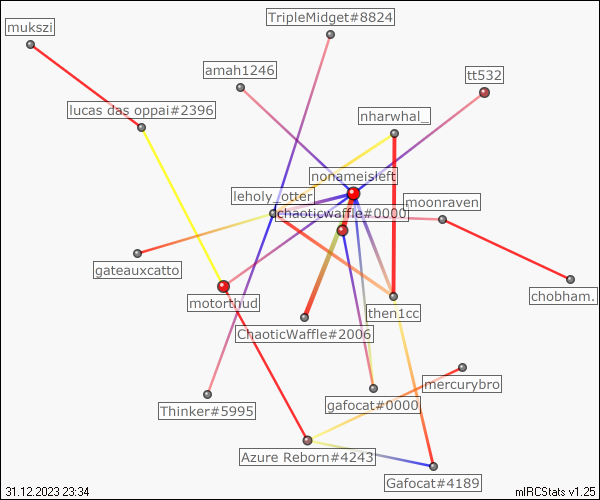 TripleMidget#8824
mukszi
amah1246
tt532
lucas das oppai#2396
nharwhal_
nonameisleft
leholy_otter
moonraven
chaoticwaffle#0000
gateauxcatto
chobham.
motorthud
then1cc
ChaoticWaffle#2006
mercurybro
gafocat#0000
Thinker#5995
Azure Reborn#4243
Gafocat#4189
31.12.2023 23:34
mIRCStats v1.25